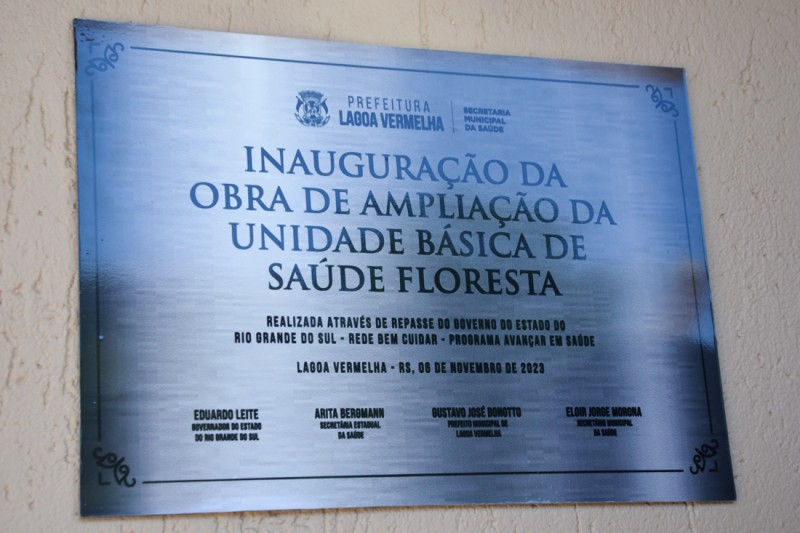 PREFEITURA
LAGOA VERMELHA
SECRETARIA
MUNICIPAL
DA SAÚDE
INAUGURAÇÃO DA
OBRA DE AMPLIAÇÃO DA
UNIDADE BÁSICA DE
SAÚDE FLORESTA
REALIZADA ATRAVÉS DE REPASSE DO GOVERNO DO ESTADO DO
RIO GRANDE DO SUL - REDE BEM CUIDAR - PROGRAMA AVANÇAR EM SAÚDE
LAGOA VERMELHA - RS, 08 DE NOVEMBRO DE 2023
EDUARDO LEITE
GOVERNADOR DO ESTADO
DO RIO GRANDE DO SUL
ARITA BERGMANN
SECRETÁRIA ESTADUAL
DA SAÚDE
GUSTAVO JOSÉ BONOTTO
PREFEITO MUNICIPAL DE
LAGOA VERMELHA
ELOIR JORGE MORONA
SECRETÁRIO MUNICIPAL
DA SAÚDE